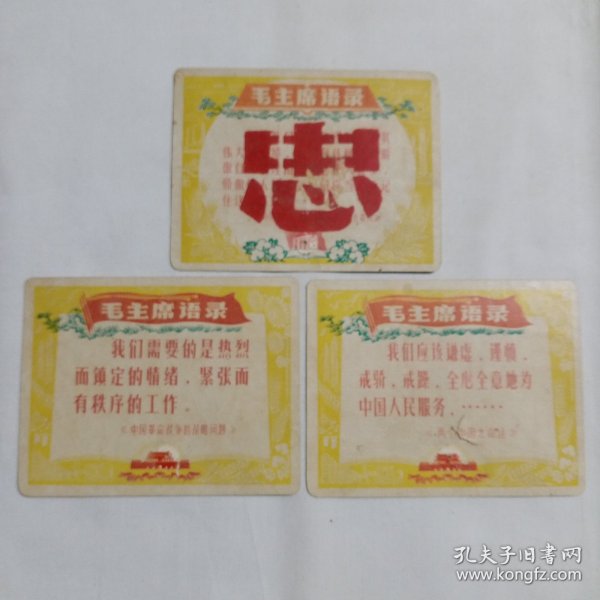 毛主席语录
忠
毛主席语录
我们需要的是热烈
而镇定的情绪，紧张而
有秩序的工作。
《中国革命战争的战略问题》
毛主席语录
我们应该谦虚，谨慎，
戒骄，戒躁，全心全意地为
中国人民服务，……
孔夫子旧书网
www.kongfz.com